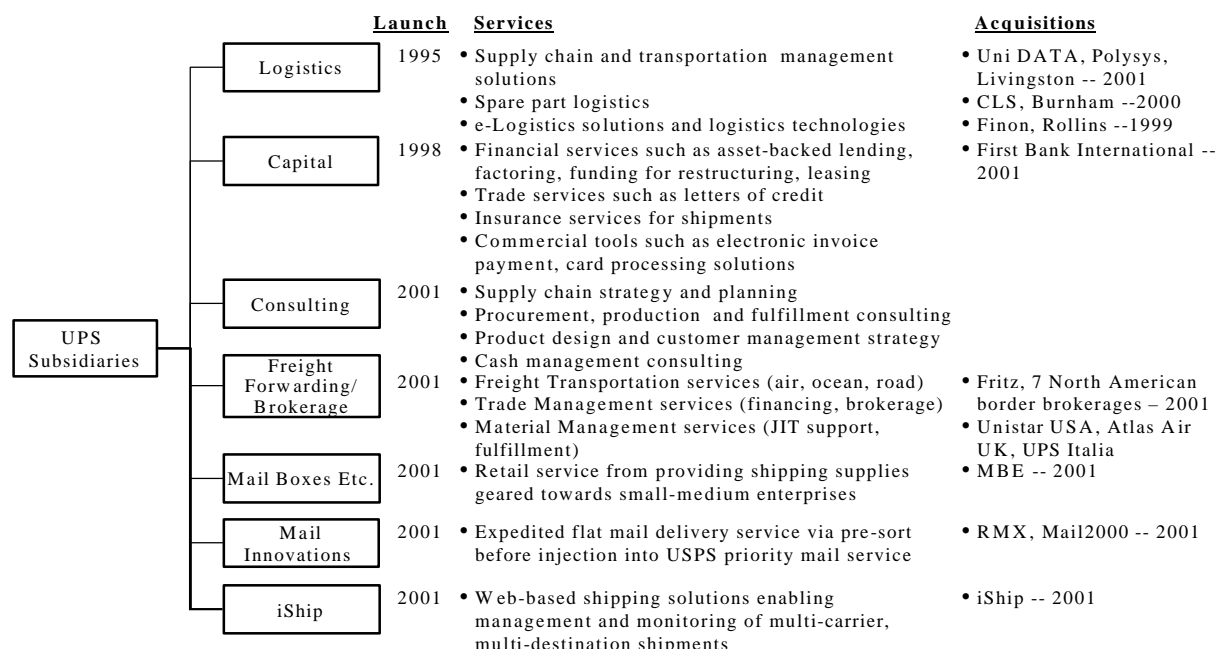 Launch Services Acquisitions
UPS
Subsidiaries
Logistics
1995
• Supply chain and transportation management
solutions
• Spare part logistics
• e-Logistics solutions and logistics technologies
• Uni DATA, Polysys,
Livingston -- 2001
• CLS, Burnham --2000
• Finon, Rollins --1999
Capital
1998
• Financial services such as asset-backed lending,
factoring, funding for restructuring, leasing
• Trade services such as letters of credit
• Insurance services for shipments
• Commercial tools such as electronic invoice
payment, card processing solutions
• First Bank International --
2001
Consulting
2001
• Supply chain strategy and planning
• Procurement, production and fulfillment consulting
• Product design and customer management strategy
• Cash management consulting
Freight
Forwarding/
Brokerage
2001
• Freight Transportation services (air, ocean, road)
• Trade Management services (financing, brokerage)
• Material Management services (JIT support,
fulfillment)
• Fritz, 7 North American
border brokerages – 2001
• Unistar USA, Atlas Air
UK, UPS Italia
Mail Boxes Etc.
2001
• Retail service from providing shipping supplies
geared towards small-medium enterprises
• MBE -- 2001
Mail
Innovations
2001
• Expedited flat mail delivery service via pre-sort
before injection into USPS priority mail service
• RMX, Mail2000 -- 2001
iShip
2001
• Web-based shipping solutions enabling
management and monitoring of multi-carrier,
multi-destination shipments
• iShip -- 2001